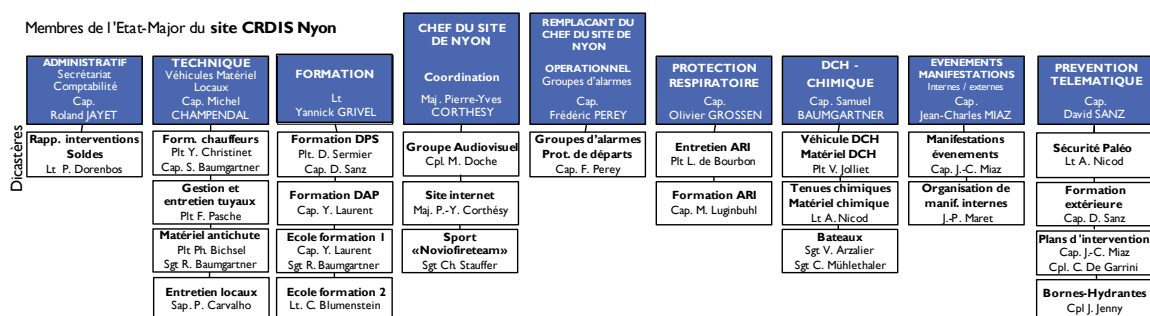 Membres de l'Etat-Major du site CRDIS Nyon
Dicastères
ADMINISTRATIF
Secrétariat
Comptabilité
Cap.
Roland JAYET
Rapp. interventions
Soldes
Lt P. Dorenbos
TECHNIQUE
Véhicules Matériel
Locaux
Cap. Michel
CHAMPENDAL
Form. chauffeurs
Plt Y. Christinet
Cap. S. Baumgartner
Gestion et
entretien tuyaux
Plt F. Pasche
Matériel antichute
Plt Ph. Bichsel
Sgt R. Baumgartner
Entretien locaux
Sap. P. Carvalho
FORMATION
Lt
Yannick GRIVEL
Formation DPS
Plt. D. Sermier
Cap. D. Sanz
Formation DAP
Cap. Y. Laurent
Ecole formation 1
Cap. Y. Laurent
Sgt R. Baumgartner
Ecole formation 2
Lt. C. Blumenstein
CHEF DU SITE
DE NYON
Coordination
Maj. Pierre-Yves
CORTHESY
Groupe Audiovisuel
Cpl. M. Doche
Site internet
Maj. P.-Y. Corthésy
Sport
«Noviofireteam»
Sgt Ch. Stauffer
REMPLACANT DU
CHEF DU SITE DE
NYON
OPERATIONNEL
Groupes d'alarmes
Cap.
Frédéric PEREY
Groupes d'alarmes
Prot. de départs
Cap. F. Perey
PROTECTION
RESPIRATOIRE
Cap.
Olivier GROSSEN
Entretien ARI
Plt L. de Bourbon
Formation ARI
Cap. M. Luginbuhl
DCH -
CHIMIQUE
Cap. Samuel
BAUMGARTNER
Véhicule DCH
Matériel DCH
Plt V. Jolliet
Tenues chimiques
Matériel chimique
Lt A. Nicod
Bateaux
Sgt V. Arzalier
Sgt C. Mühlethaler
EVENEMENTS
MANIFESTATIONS
Internes / externes
Cap.
Jean-Charles MIAZ
Manifestations
évenements
Cap. J.-C. Miaz
Organisation de
manif. internes
J.-P. Maret
PREVENTION
TELEMATIQUE
Cap.
David SANZ
Sécurité Paléo
Lt A. Nicod
Formation
extérieure
Cap. D. Sanz
Plans d'intervention
Cap. J.-C. Miaz
Cpl. C. De Garrini
Bornes-Hydrantes
Cpl J. Jenny